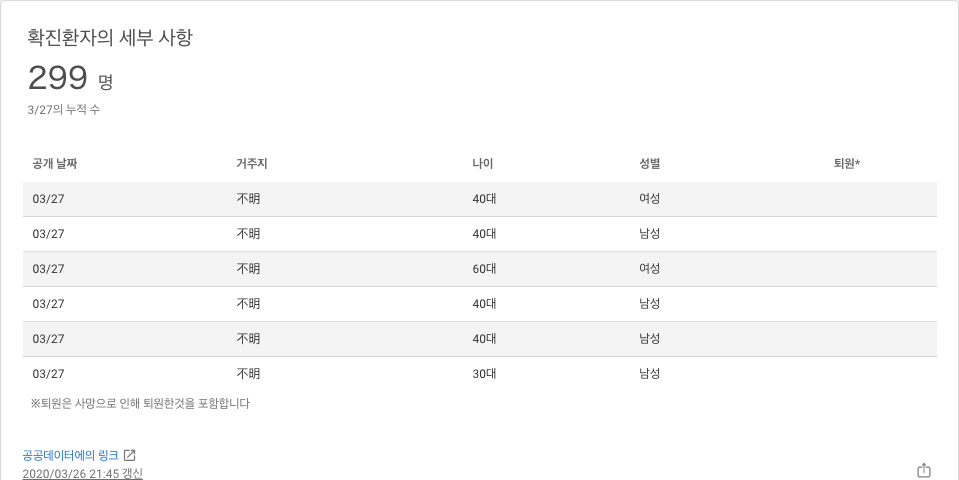 확진환자의 세부 사항
299 명
3/27의 누적 수
공개 날짜 거주지 나이 성별 퇴원*
03/27 不明 40대 여성
03/27 不明 40대 남성
03/27 不明 60대 여성
03/27 不明 40대 남성
03/27 不明 40대 남성
03/27 不明 30대 남성
※퇴원은 사망으로 인해 퇴원한것을 포함합니다
공공데이터에의 링크
2020/03/26 21:45 갱신